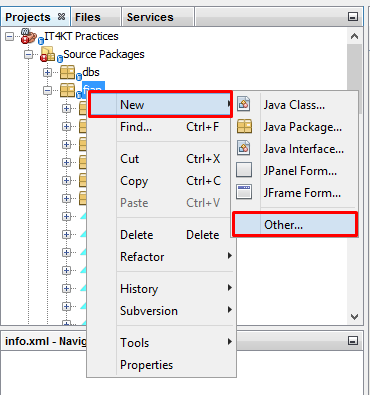 Projects Files Services
IT4KT Practices
Source Packages
dbs
New
Find... Ctrl+F
Cut Ctrl+X
Copy Ctrl+C
Paste Ctrl+V
Delete Delete
Refactor
History
Subversion
Tools
Properties
Java Class...
Java Package...
Java Interface...
JPanel Form...
JFrame Form...
Other...
info.xml - Navig